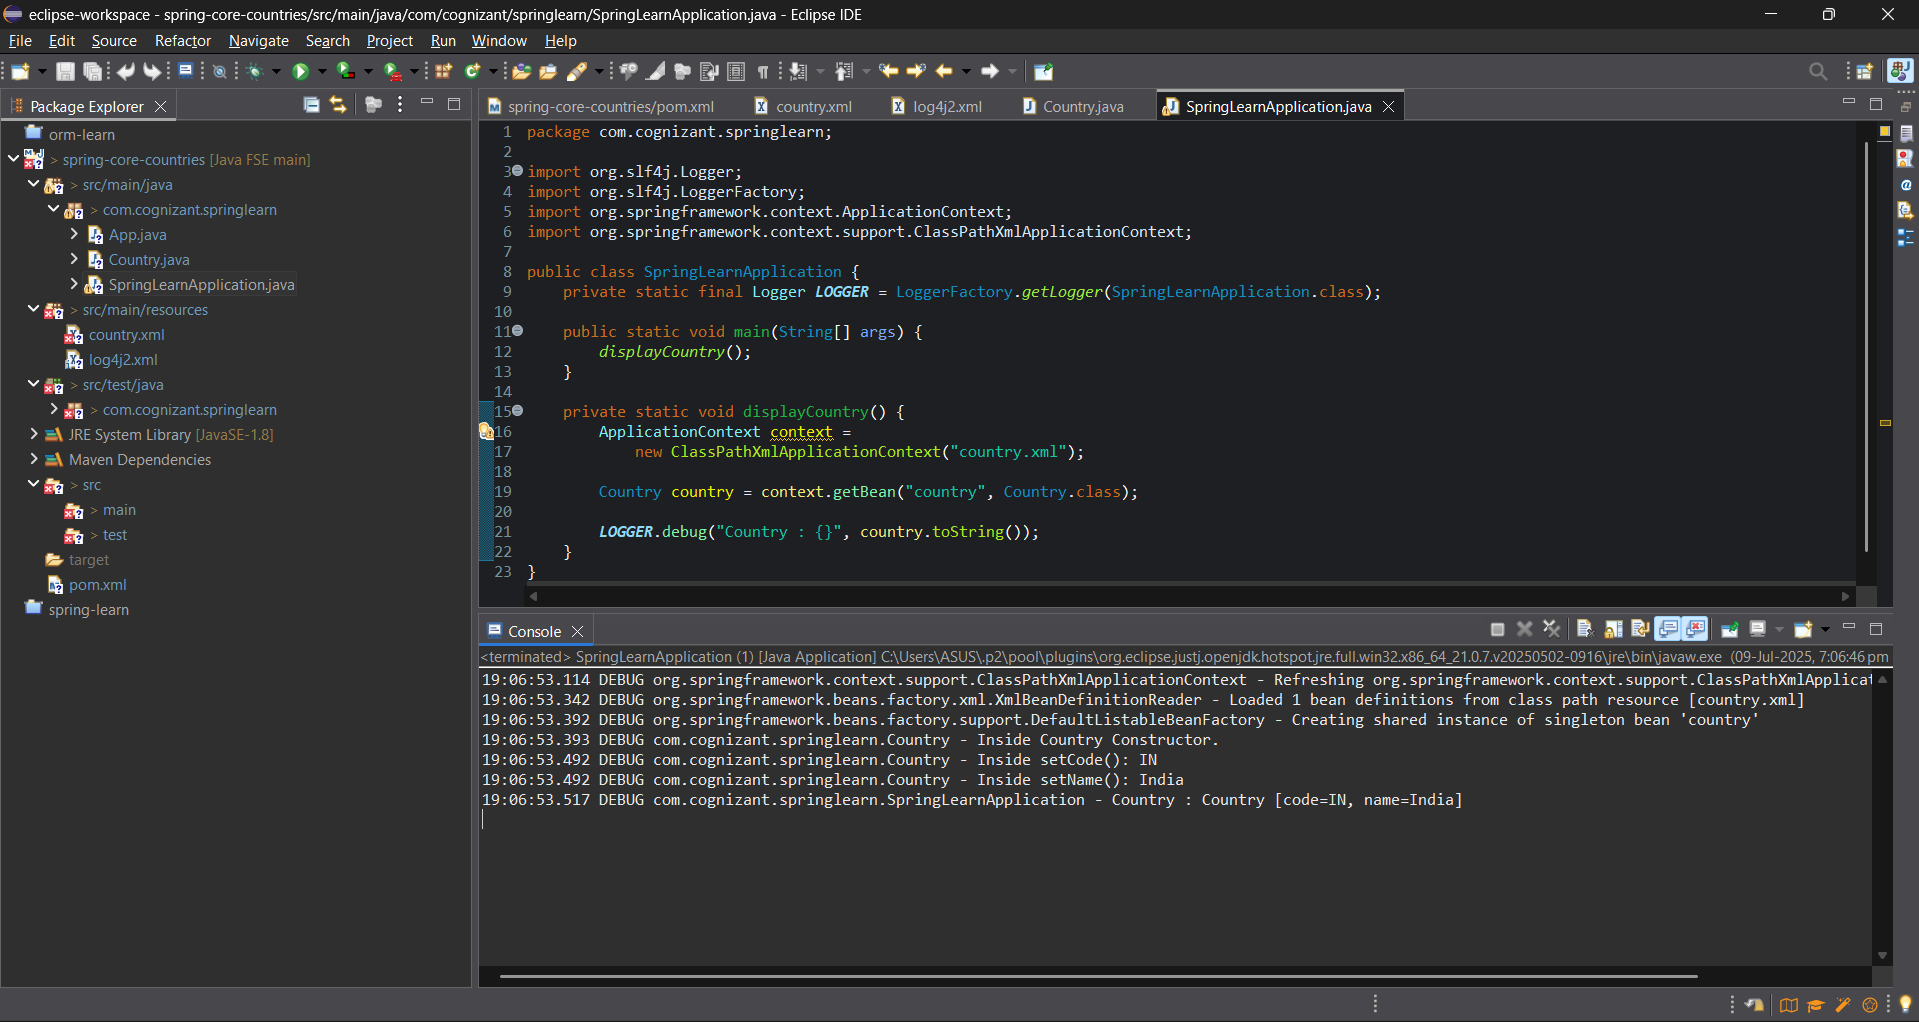 eclipse-workspace - spring-core-countries/src/main/java/com/cognizant/springlearn/SpringLearnApplication.java - Eclipse IDE
File Edit Source Refactor Navigate Search Project Run Window Help
Package Explorer
orm-learn
> spring-core-countries [Java FSE main]
> src/main/java
> com.cognizant.springlearn
App.java
Country.java
SpringLearnApplication.java
> src/main/resources
country.xml
log4j2.xml
> src/test/java
> com.cognizant.springlearn
JRE System Library [JavaSE-1.8]
Maven Dependencies
> src
> main
> test
target
pom.xml
spring-learn
spring-core-countries/pom.xml country.xml log4j2.xml Country.java SpringLearnApplication.java
1 package com.cognizant.springlearn;
2
3 import org.slf4j.Logger;
4 import org.slf4j.LoggerFactory;
5 import org.springframework.context.ApplicationContext;
6 import org.springframework.context.support.ClassPathXmlApplicationContext;
7
8 public class SpringLearnApplication {
9 private static final Logger LOGGER = LoggerFactory.getLogger(SpringLearnApplication.class);
10
11 public static void main(String[] args) {
12 displayCountry();
13 }
14
15 private static void displayCountry() {
16 ApplicationContext context =
17 new ClassPathXmlApplicationContext("country.xml");
18
19 Country country = context.getBean("country", Country.class);
20
21 LOGGER.debug("Country : {}", country.toString());
22 }
23 }
Console
<terminated> SpringLearnApplication (1) [Java Application] C:\Users\ASUS\.p2\pool\plugins\org.eclipse.justj.openjdk.hotspot.jre.full.win32.x86_64_21.0.7.v20250502-0916\jre\bin\javaw.exe (09-Jul-2025, 7:06:46 pm
19:06:53.114 DEBUG org.springframework.context.support.ClassPathXmlApplicationContext - Refreshing org.springframework.context.support.ClassPathXmlApplicat
19:06:53.342 DEBUG org.springframework.beans.factory.xml.XmlBeanDefinitionReader - Loaded 1 bean definitions from class path resource [country.xml]
19:06:53.392 DEBUG org.springframework.beans.factory.support.DefaultListableBeanFactory - Creating shared instance of singleton bean 'country'
19:06:53.393 DEBUG com.cognizant.springlearn.Country - Inside Country Constructor.
19:06:53.492 DEBUG com.cognizant.springlearn.Country - Inside setCode(): IN
19:06:53.492 DEBUG com.cognizant.springlearn.Country - Inside setName(): India
19:06:53.517 DEBUG com.cognizant.springlearn.SpringLearnApplication - Country : Country [code=IN, name=India]